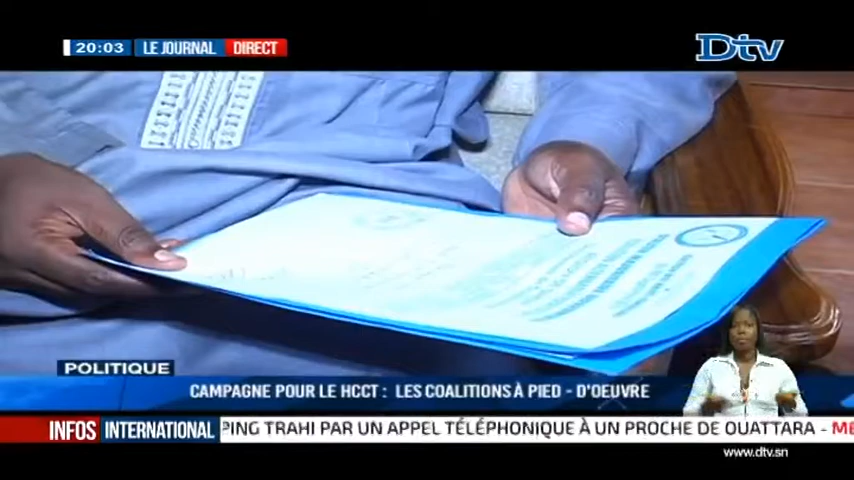 20:03 LE JOURNAL DIRECT
DTV
POLITIQUE
CAMPAGNE POUR LE HCCT : LES COALITIONS À PIED - D'OEUVRE
INFOS INTERNATIONAL PING TRAHI PAR UN APPEL TÉLÉPHONIQUE À UN PROCHE DE OUATTARA -
www.dtv.sn